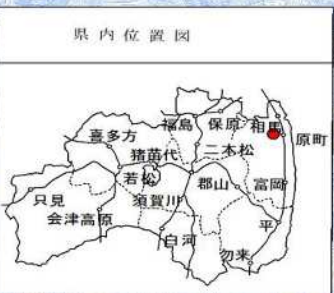 県内位置図
福島
保原
相馬
原町
喜多方
猪苗代
二本松
若松
郡山
富岡
只見
須賀川
会津高原
平
白河
勿来